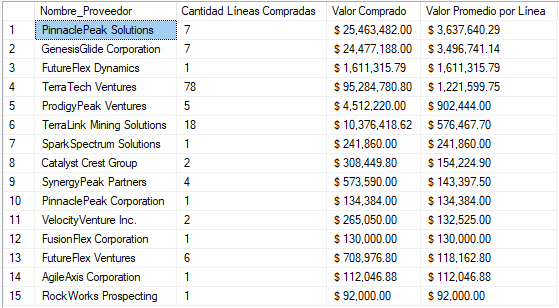 Nombre_Proveedor Cantidad Líneas Compradas Valor Comprado Valor Promedio por Línea
1 PinnaclePeak Solutions 7 $ 25,463,482.00 $ 3,637,640.29
2 GenesisGlide Corporation 7 $ 24,477,188.00 $ 3,496,741.14
3 FutureFlex Dynamics 1 $ 1,611,315.79 $ 1,611,315.79
4 TerraTech Ventures 78 $ 95,284,780.80 $ 1,221,599.75
5 ProdigyPeak Ventures 5 $ 4,512,220.00 $ 902,444.00
6 TerraLink Mining Solutions 18 $ 10,376,418.62 $ 576,467.70
7 SparkSpectrum Solutions 1 $ 241,860.00 $ 241,860.00
8 Catalyst Crest Group 2 $ 308,449.80 $ 154,224.90
9 SynergyPeak Partners 4 $ 573,590.00 $ 143,397.50
10 PinnaclePeak Corporation 1 $ 134,384.00 $ 134,384.00
11 VelocityVenture Inc. 2 $ 265,050.00 $ 132,525.00
12 FusionFlex Corporation 1 $ 130,000.00 $ 130,000.00
13 FutureFlex Ventures 6 $ 708,976.80 $ 118,162.80
14 AgileAxis Corporation 1 $ 112,046.88 $ 112,046.88
15 RockWorks Prospecting 1 $ 92,000.00 $ 92,000.00